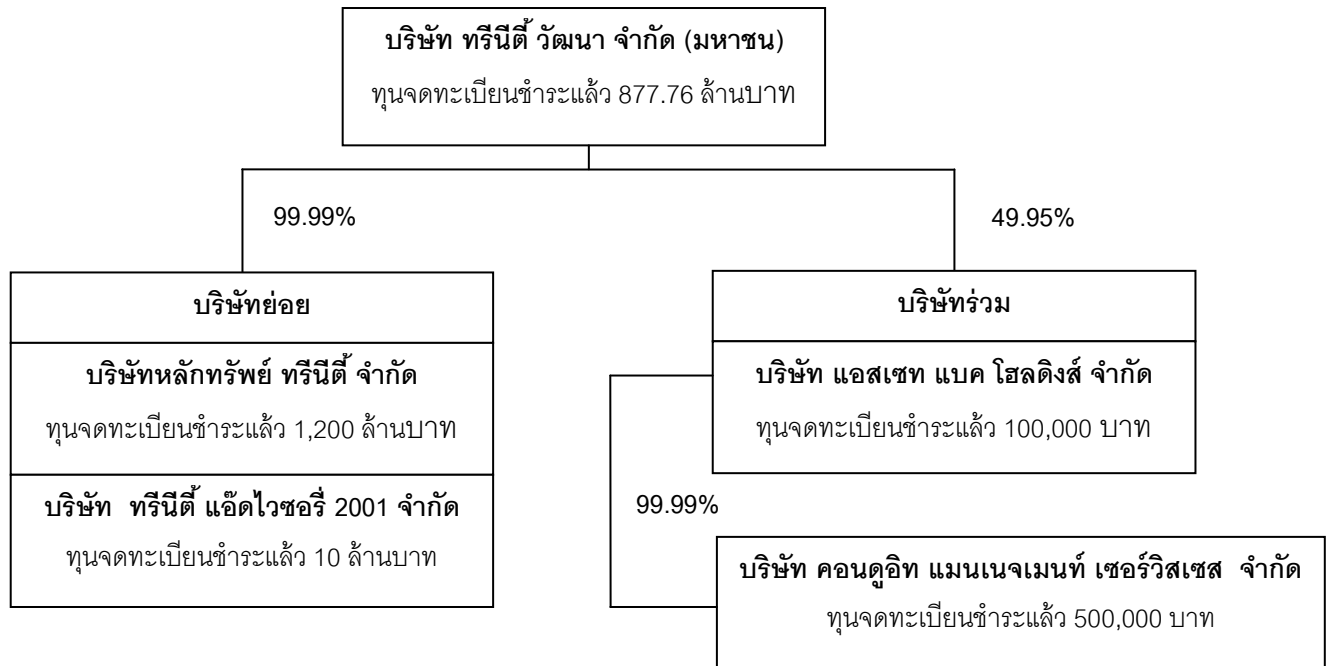 บริษัท ทรีนีตี้ วัฒนา จำกัด (มหาชน)
ทุนจดทะเบียนชำระแล้ว 877.76 ล้านบาท
99.99%
49.95%
บริษัทย่อย
บริษัทหลักทรัพย์ ทรีนีตี้ จำกัด
ทุนจดทะเบียนชำระแล้ว 1,200 ล้านบาท
บริษัท ทรีนีตี้ แอ๊ดไวซอรี่ 2001 จำกัด
ทุนจดทะเบียนชำระแล้ว 10 ล้านบาท
บริษัทร่วม
บริษัท แอสเซท แบค โฮลดิงส์ จำกัด
ทุนจดทะเบียนชำระแล้ว 100,000 บาท
99.99%
บริษัท คอนดูอิท แมนเนจเมนท์ เซอร์วิสเซส จำกัด
ทุนจดทะเบียนชำระแล้ว 500,000 บาท